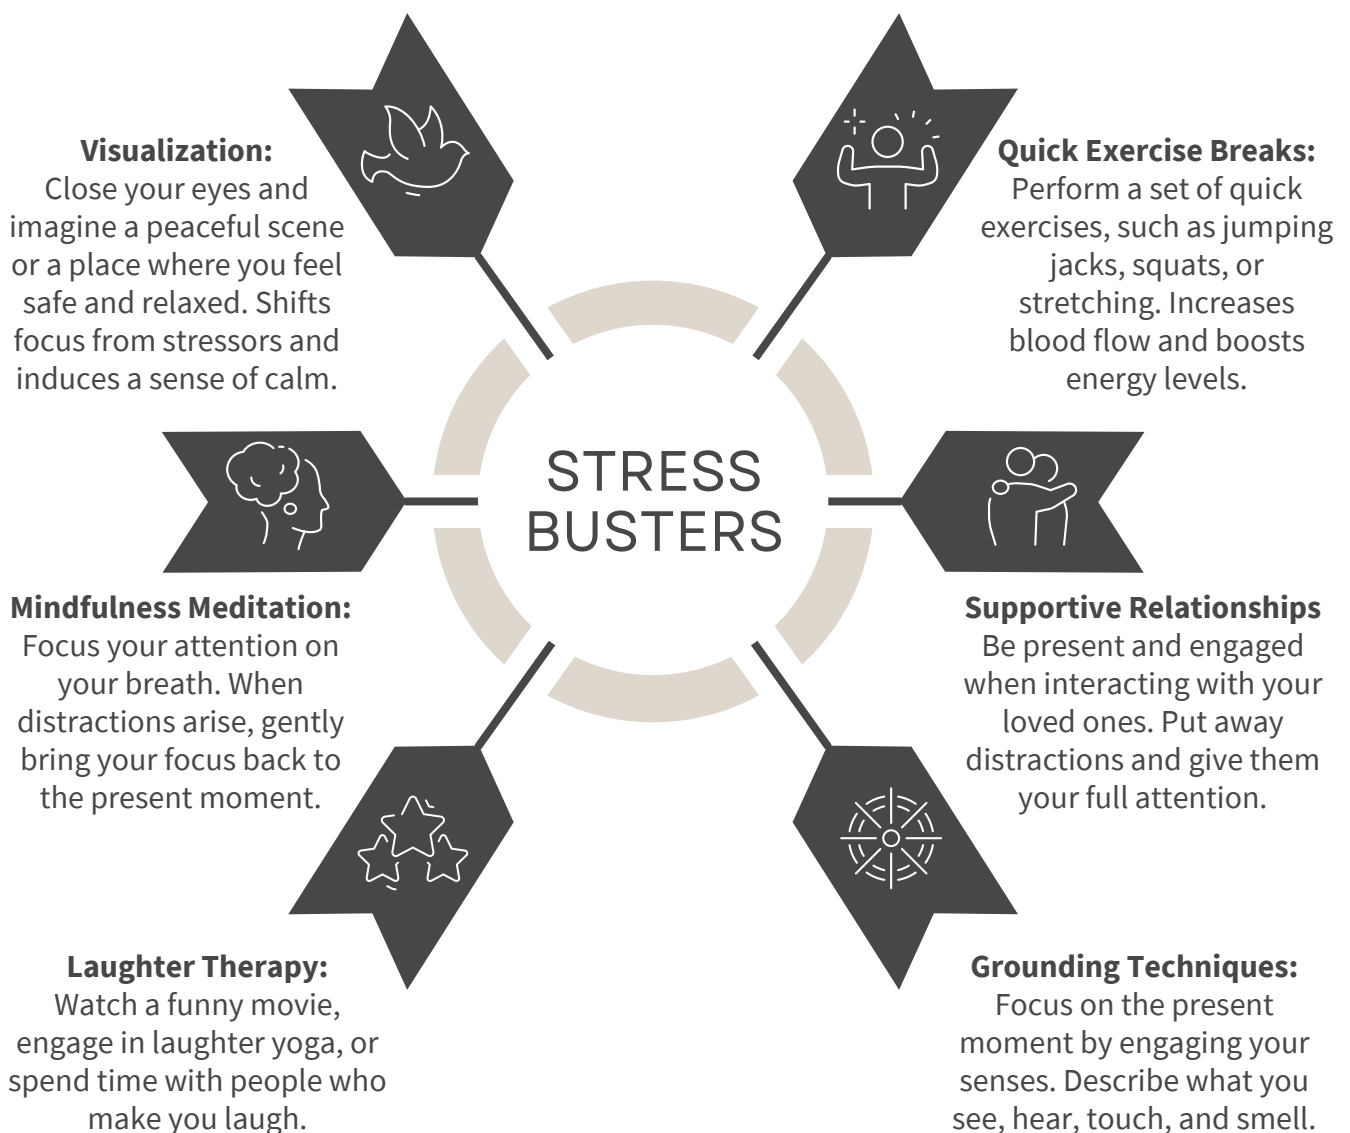 Visualization:
Close your eyes and
imagine a peaceful scene
or a place where you feel
safe and relaxed. Shifts
focus from stressors and
induces a sense of calm.
Quick Exercise Breaks:
Perform a set of quick
exercises, such as jumping
jacks, squats, or
stretching. Increases
blood flow and boosts
energy levels.
STRESS
BUSTERS
Mindfulness Meditation:
Focus your attention on
your breath. When
distractions arise, gently
bring your focus back to
the present moment.
Supportive Relationships
Be present and engaged
when interacting with your
loved ones. Put away
distractions and give them
your full attention.
Laughter Therapy:
Watch a funny movie,
engage in laughter yoga, or
spend time with people who
make you laugh.
Grounding Techniques:
Focus on the present
moment by engaging your
senses. Describe what you
see, hear, touch, and smell.